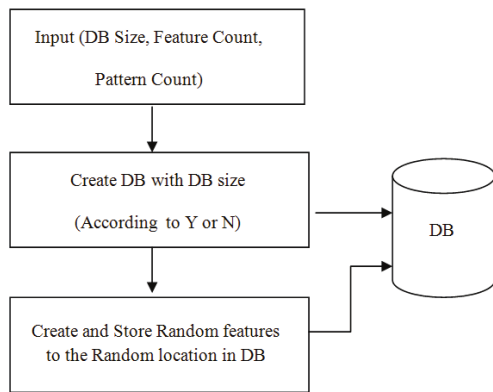 Input (DB Size, Feature Count,
Pattern Count)
Create DB with DB size
(According to Y or N)
DB
Create and Store Random features
to the Random location in DB